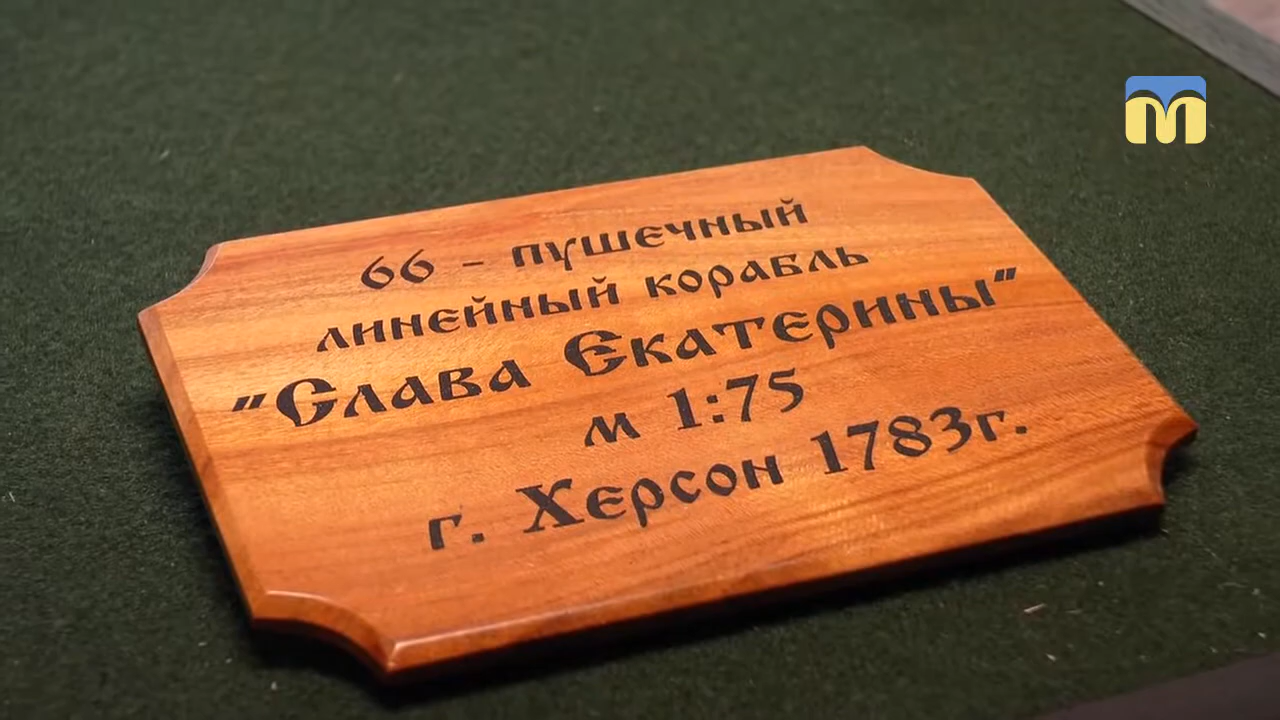 66 - пушечный
линейный корабль
"Слава Екатерины"
м 1:75
г. Херсон 1783г.